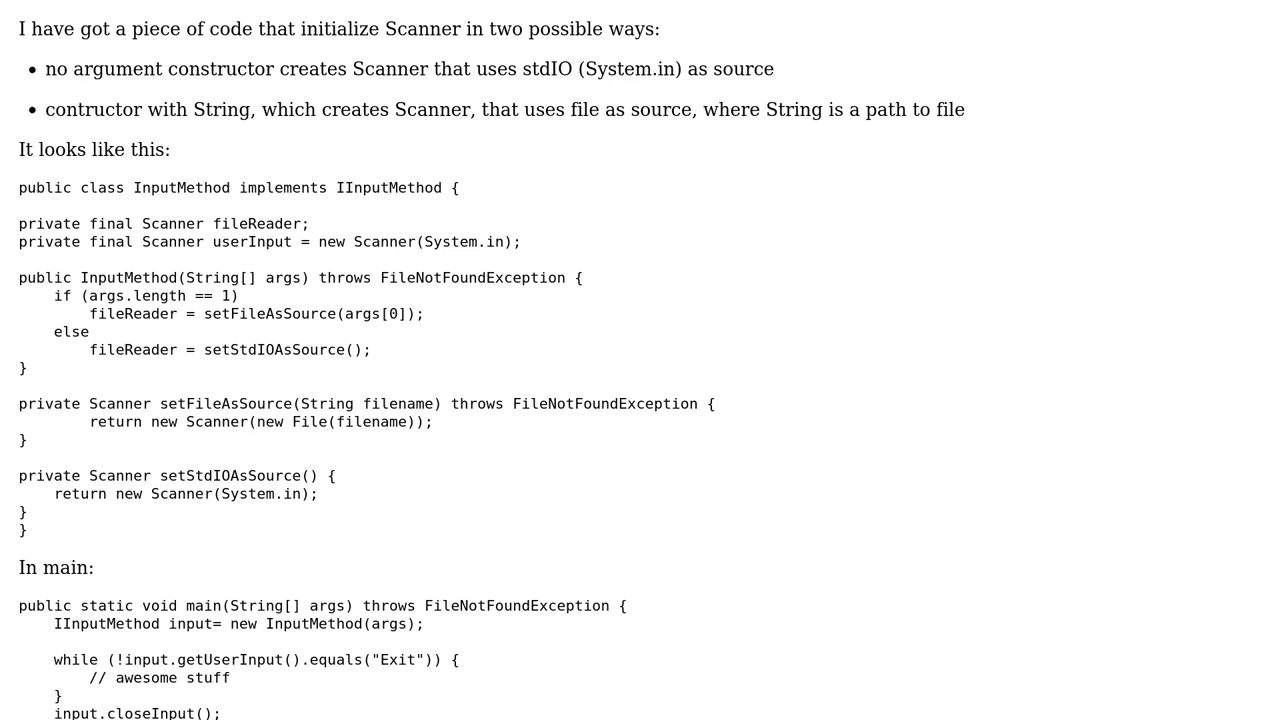 I have got a piece of code that initialize Scanner in two possible ways:
• no argument constructor creates Scanner that uses stdIO (System.in) as source
• contructor with String, which creates Scanner, that uses file as source, where String is a path to file
It looks like this:
public class InputMethod implements IInputMethod {
private final Scanner fileReader;
private final Scanner userInput = new Scanner(System.in);
public InputMethod(String[] args) throws FileNotFoundException {
    if (args.length == 1)
        fileReader = setFileAsSource(args[0]);
    else
        fileReader = setStdIOAsSource();
}
private Scanner setFileAsSource(String filename) throws FileNotFoundException {
        return new Scanner(new File(filename));
}
private Scanner setStdIOAsSource() {
    return new Scanner(System.in);
}
}
In main:
public static void main(String[] args) throws FileNotFoundException {
    IInputMethod input= new InputMethod(args);
    while (!input.getUserInput().equals("Exit")) {
        // awesome stuff
    }
    input.closeInput();